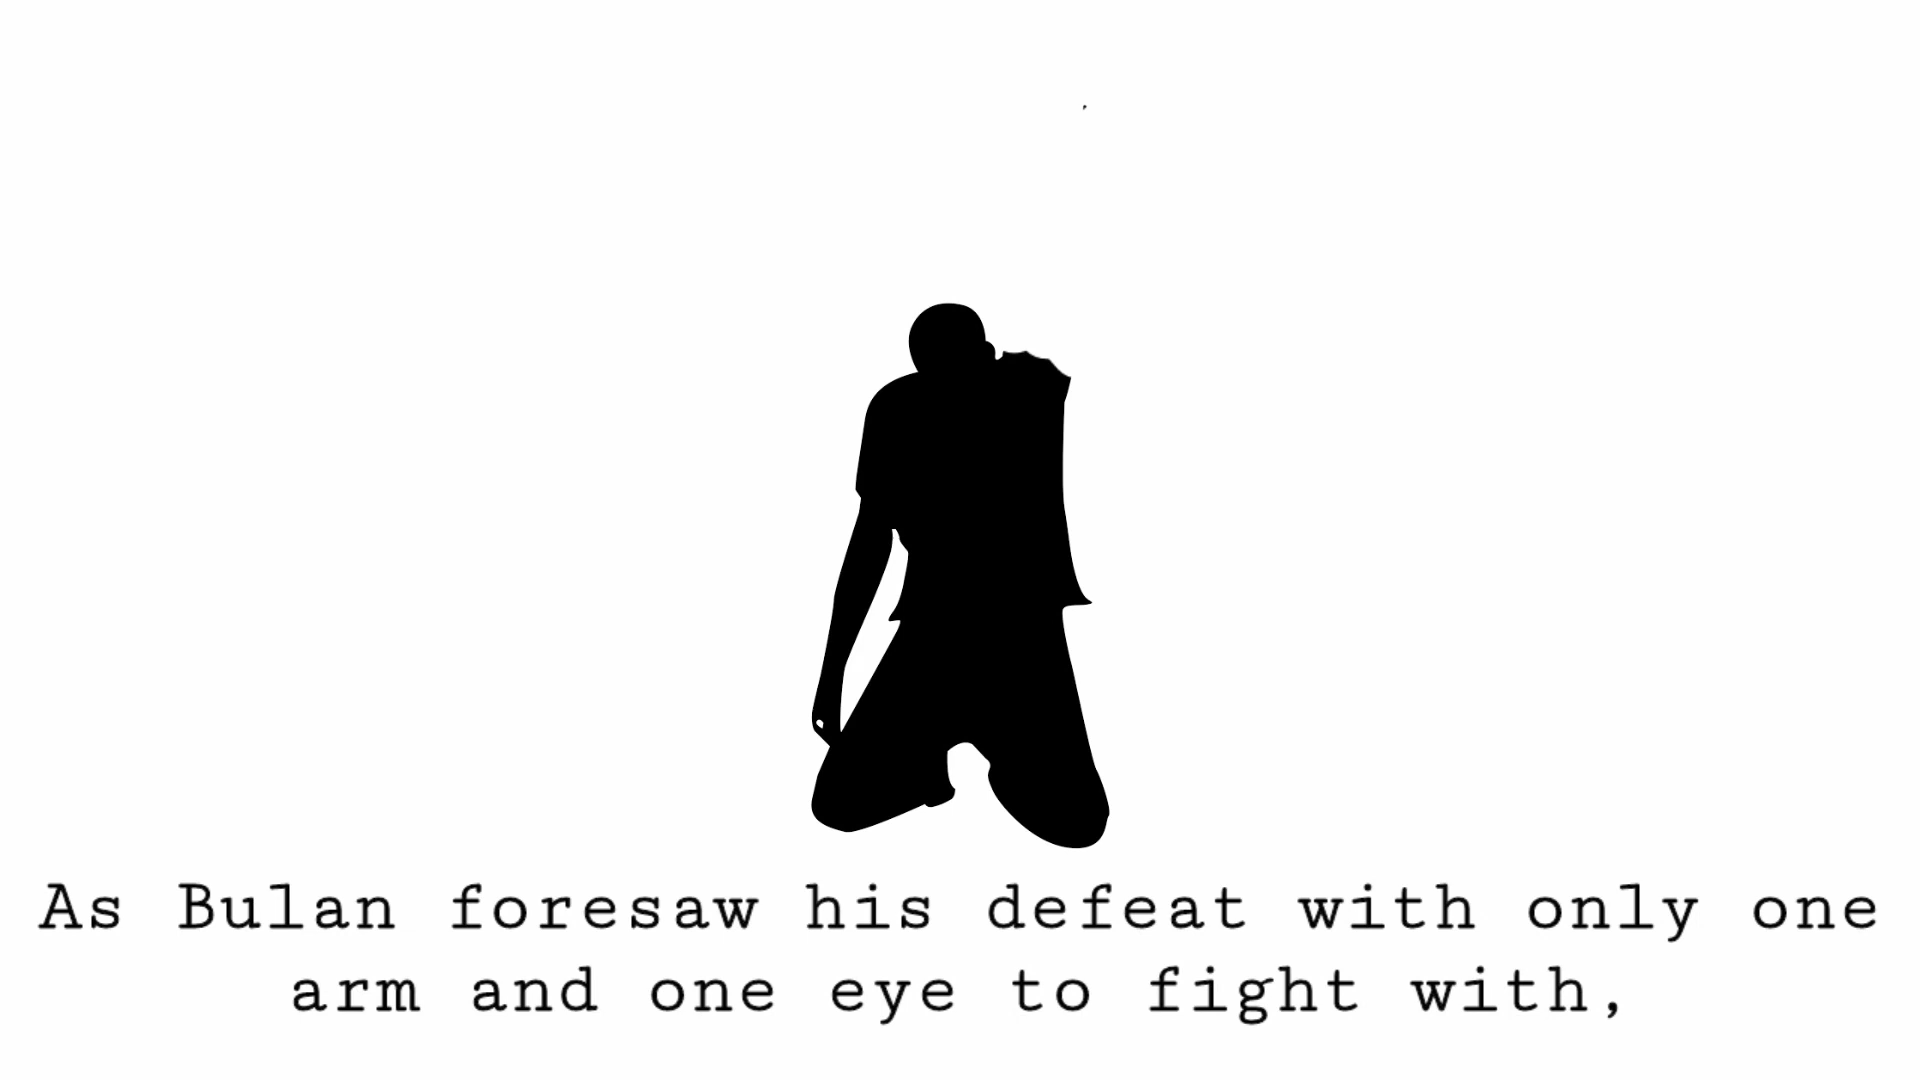 As Bulan foresaw his defeat with only one
arm and one eye to fight with,